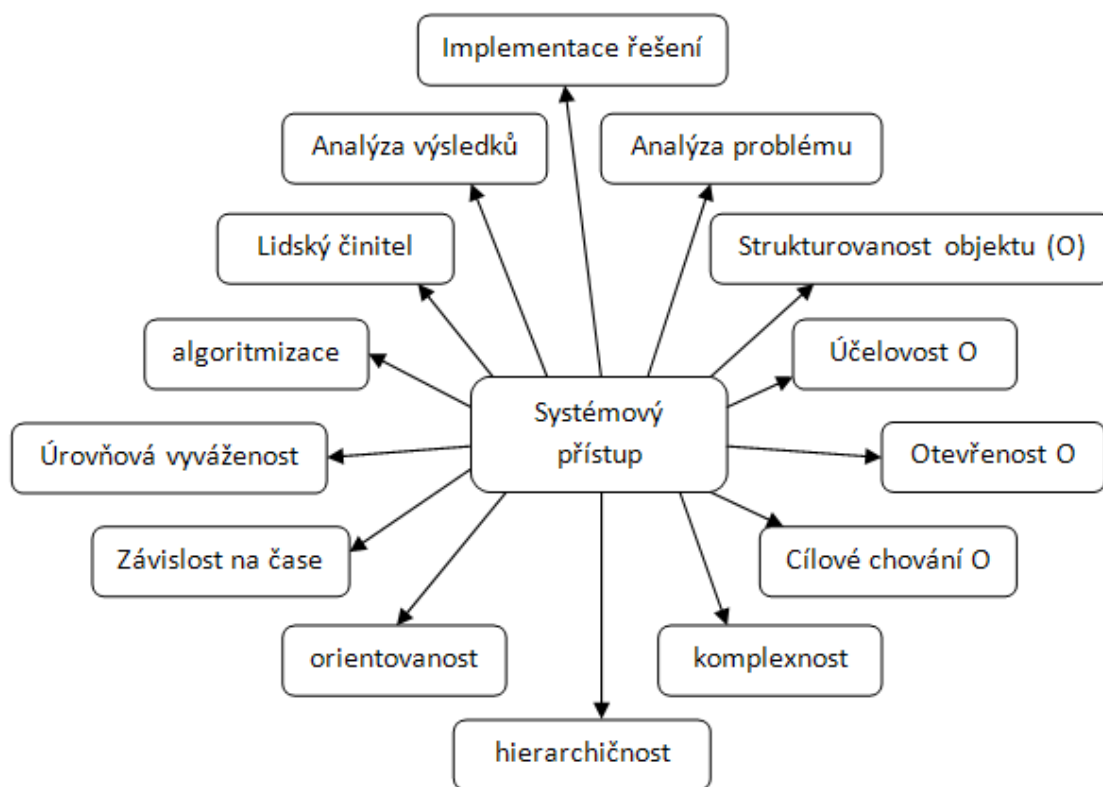 Implementace řešení
Analýza výsledků
Analýza problému
Lidský činitel
Strukturovanost objektu (O)
algoritmizace
Účelovost O
Systémový
přístup
Úrovňová vyváženost
Otevřenost O
Závislost na čase
Cílové chování O
orientovanost
komplexnost
hierarchičnost